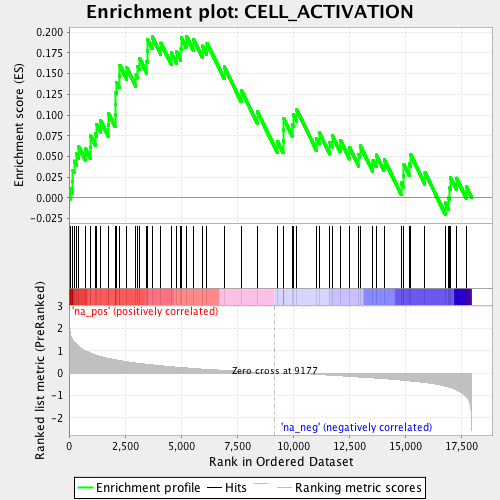 Enrichment plot: CELL_ACTIVATION
Enrichment score (ES)
0.200
0.175
0.150
0.125
0.100
0.075
0.050
0.025
0.000
-0.025
'na_pos' (positively correlated)
Ranked list metric (PreRanked)
3
2
1
0
-1
-2
Zero cross at 9177
'na_neg' (negatively correlated)
0
2,500
5,000
7,500
10,000
12,500
15,000
17,500
Rank in Ordered Dataset
Enrichment profile
Hits
Ranking metric scores